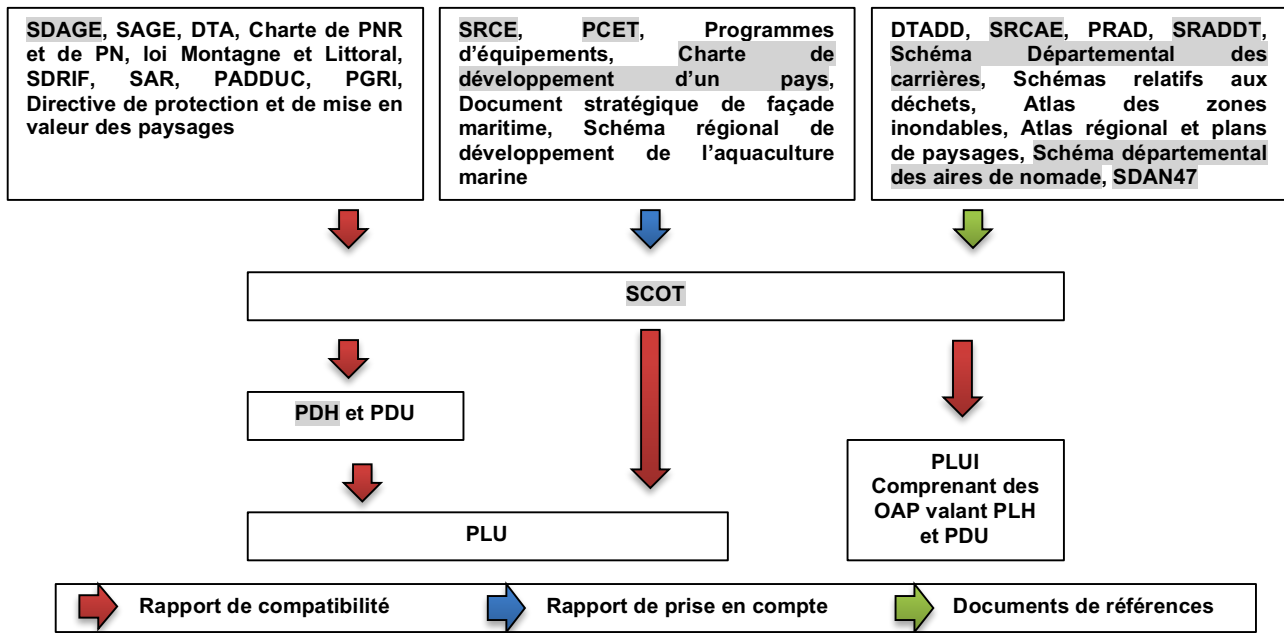 SDAGE, SAGE, DTA, Charte de PNR
et de PN, loi Montagne et Littoral,
SDRIF, SAR, PADDUC, PGRI,
Directive de protection et de mise en
valeur des paysages
SRCE, PCET, Programmes
d'équipements, Charte de
développement d'un pays,
Document stratégique de façade
maritime, Schéma régional de
développement de l'aquaculture
marine
DTADD, SRCAE, PRAD, SRADDT,
Schéma Départemental des
carrières, Schémas relatifs aux
déchets, Atlas des zones
inondables, Atlas régional et plans
de paysages, Schéma départemental
des aires de nomade, SDAN47
SCOT
PDH et PDU
PLUI
Comprenant des
OAP valant PLH
et PDU
PLU
Rapport de compatibilité
Rapport de prise en compte
Documents de références